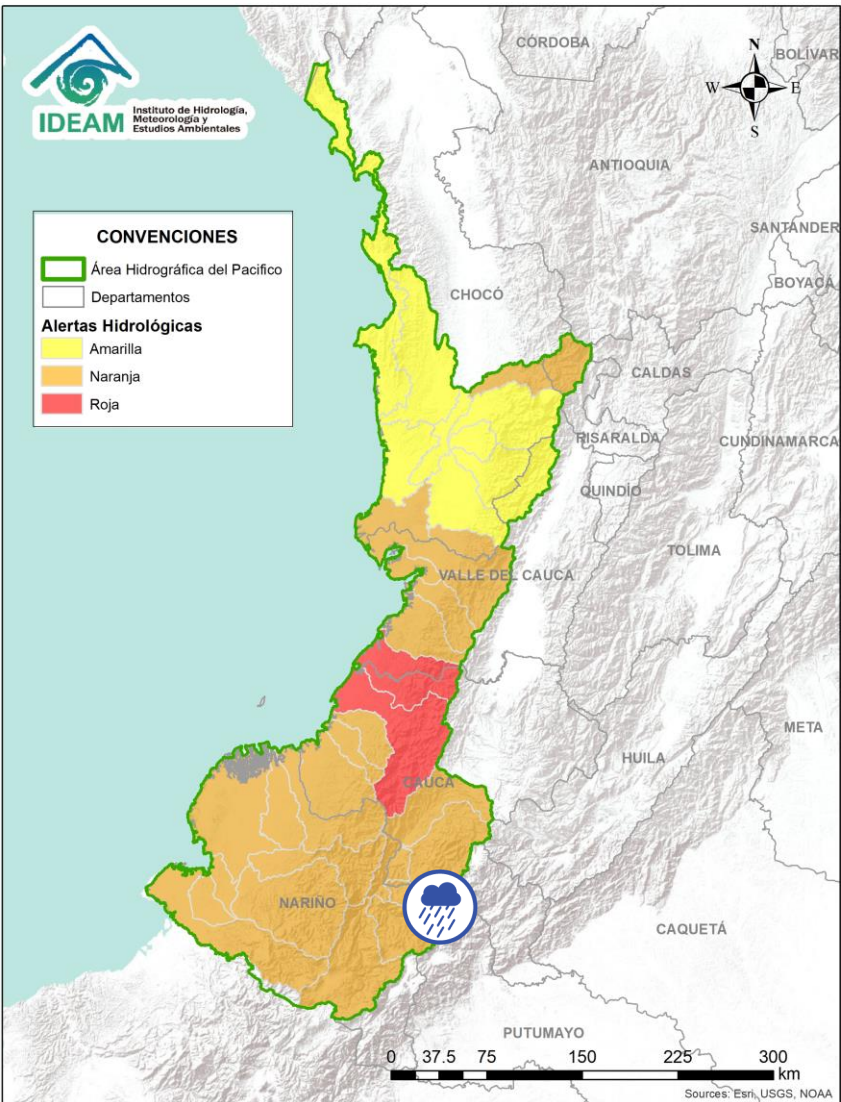 IDEAM
Instituto de Hidrología,
Meteorología y
Estudios Ambientales
N
W
E
S
CÓRDOBA
BOLÍVAR
ANTIOQUIA
SANTANDER
BOYACÁ
CHOCÓ
CALDAS
RISARALDA
CUNDINAMARCA
QUINDÍO
TOLIMA
VALLE DEL CAUCA
META
HUILA
CAUCA
NARIÑO
CAQUETÁ
PUTUMAYO
CONVENCIONES
Área Hidrográfica del Pacifico
Departamentos
Alertas Hidrológicas
Amarilla
Naranja
Roja
0 37.5 75 150 225 300
km
Sources: Esri, USGS, NOAA